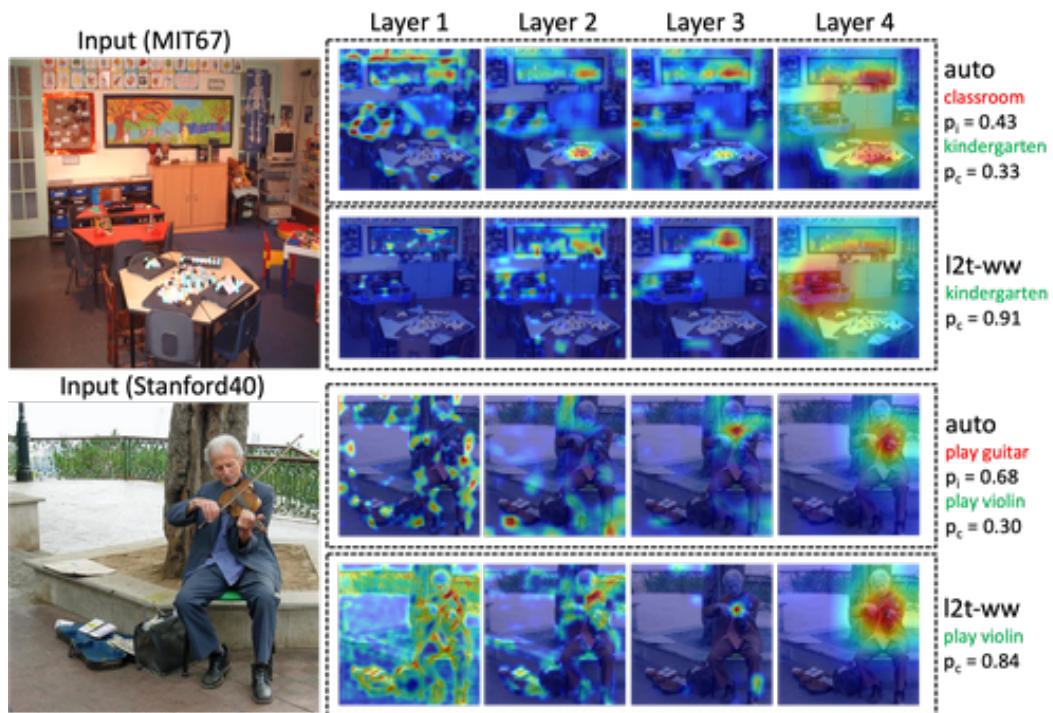 Input (MIT67)
Layer 1 Layer 2 Layer 3 Layer 4
auto
classroom
pi = 0.43
kindergarten
pc = 0.33
l2t-ww
kindergarten
pc = 0.91
Input (Stanford40)
auto
play guitar
pi = 0.68
play violin
pc = 0.30
l2t-ww
play violin
pc = 0.84